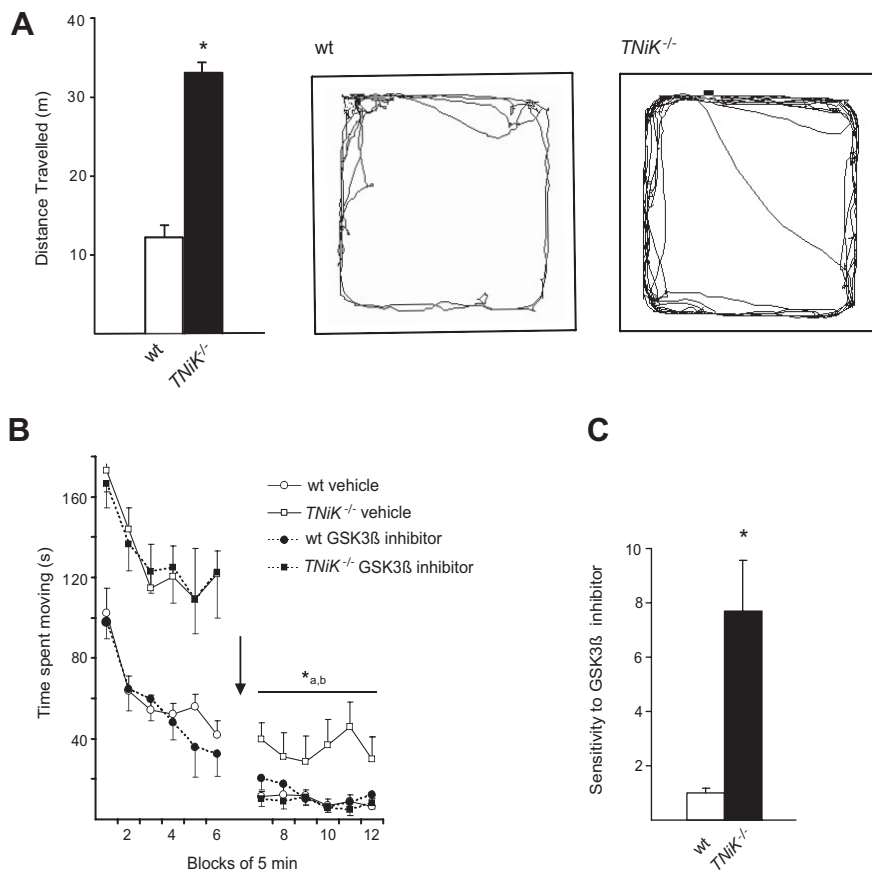 A
40
30
20
10
Distance Travelled (m)
*
wt
TNiK-/-
wt
TNiK-/-
B
160
120
80
40
Time spent moving (s)
wt vehicle
TNiK-/- vehicle
wt GSK3ß inhibitor
TNiK-/- GSK3ß inhibitor
*a,b
2 4 6 8 10 12
Blocks of 5 min
C
10
8
6
4
2
Sensitivity to GSK3ß inhibitor
*
wt
TNiK-/-